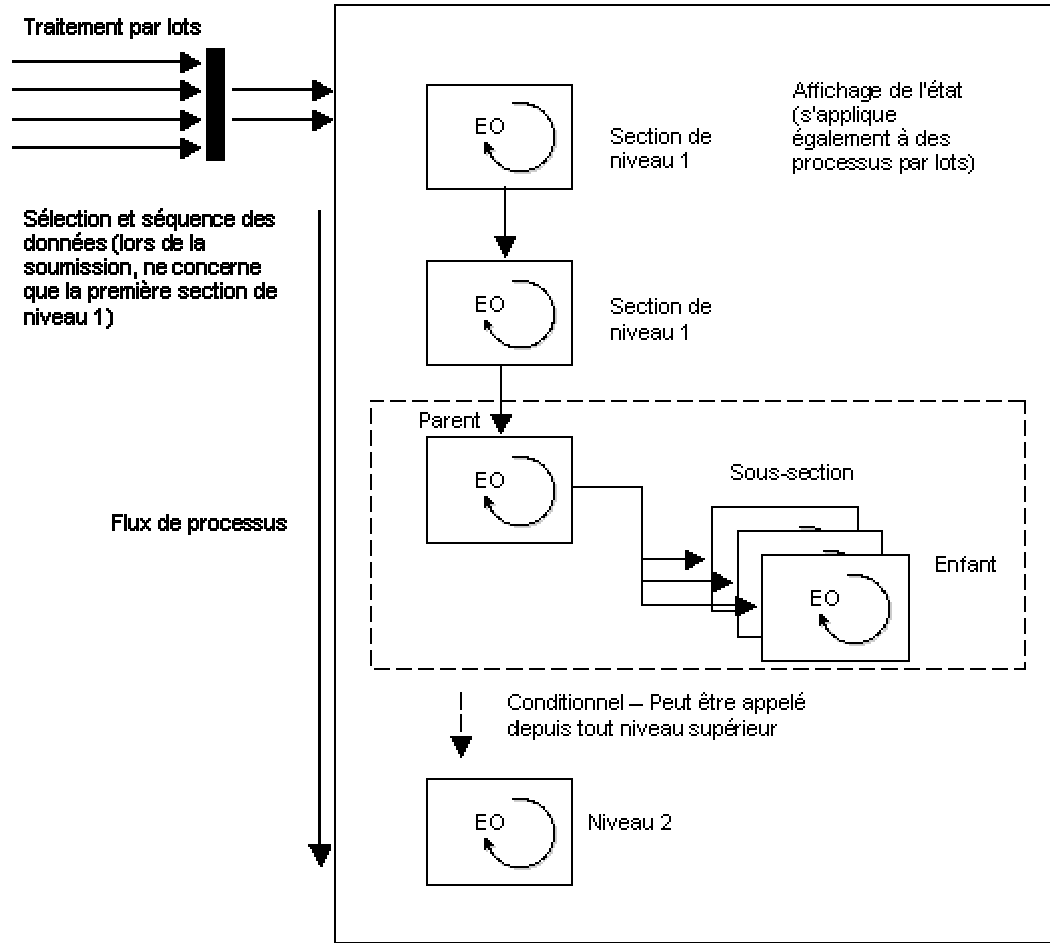 Traitement par lots
Affichage de l'état
(s'applique
également à des
processus par lots)
EO
Section de
niveau 1
Sélection et séquence des
données (lors de la
soumission, ne concerne
que la première section de
niveau 1)
EO
Section de
niveau 1
Parent
EO
Sous-section
Flux de processus
Enfant
EO
Conditionnel – Peut être appelé
depuis tout niveau supérieur
EO
Niveau 2